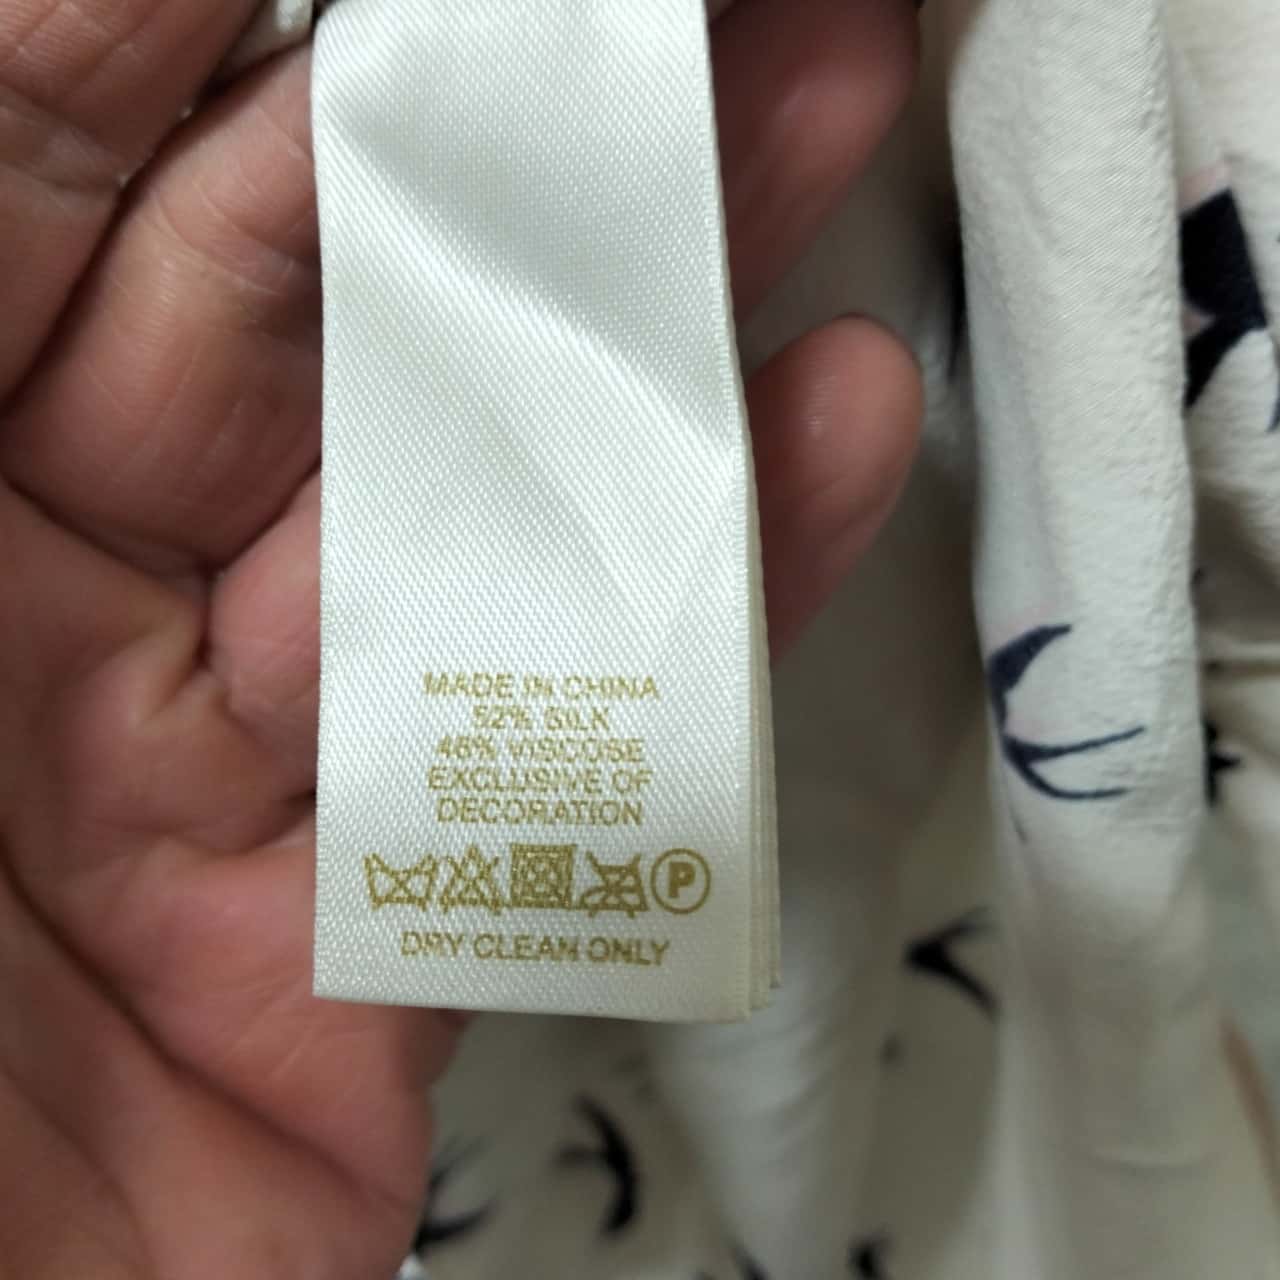 MADE IN CHINA
52% SILK
48% VISCOSE
EXCLUSIVE OF
DECORATION
P
DRY CLEAN ONLY